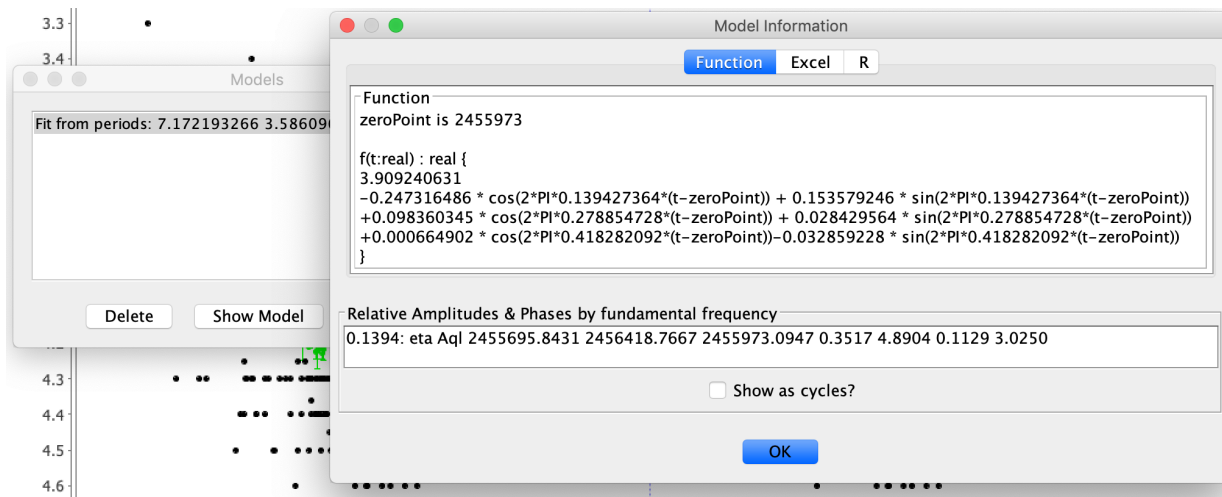 3.3
3.4
Models
Fit from periods: 7.172193266 3.586096
Delete
Show Model
4.3
4.4
4.5
4.6
Model Information
Function
Excel
R
Function
zeroPoint is 2455973
f(t:real) : real {
3.909240631
-0.247316486 * cos(2*PI*0.139427364*(t-zeroPoint)) + 0.153579246 * sin(2*PI*0.139427364*(t-zeroPoint))
+0.098360345 * cos(2*PI*0.278854728*(t-zeroPoint)) + 0.028429564 * sin(2*PI*0.278854728*(t-zeroPoint))
+0.000664902 * cos(2*PI*0.418282092*(t-zeroPoint))-0.032859228 * sin(2*PI*0.418282092*(t-zeroPoint))
}
Relative Amplitudes & Phases by fundamental frequency
0.1394: eta Aql 2455695.8431 2456418.7667 2455973.0947 0.3517 4.8904 0.1129 3.0250
Show as cycles?
OK